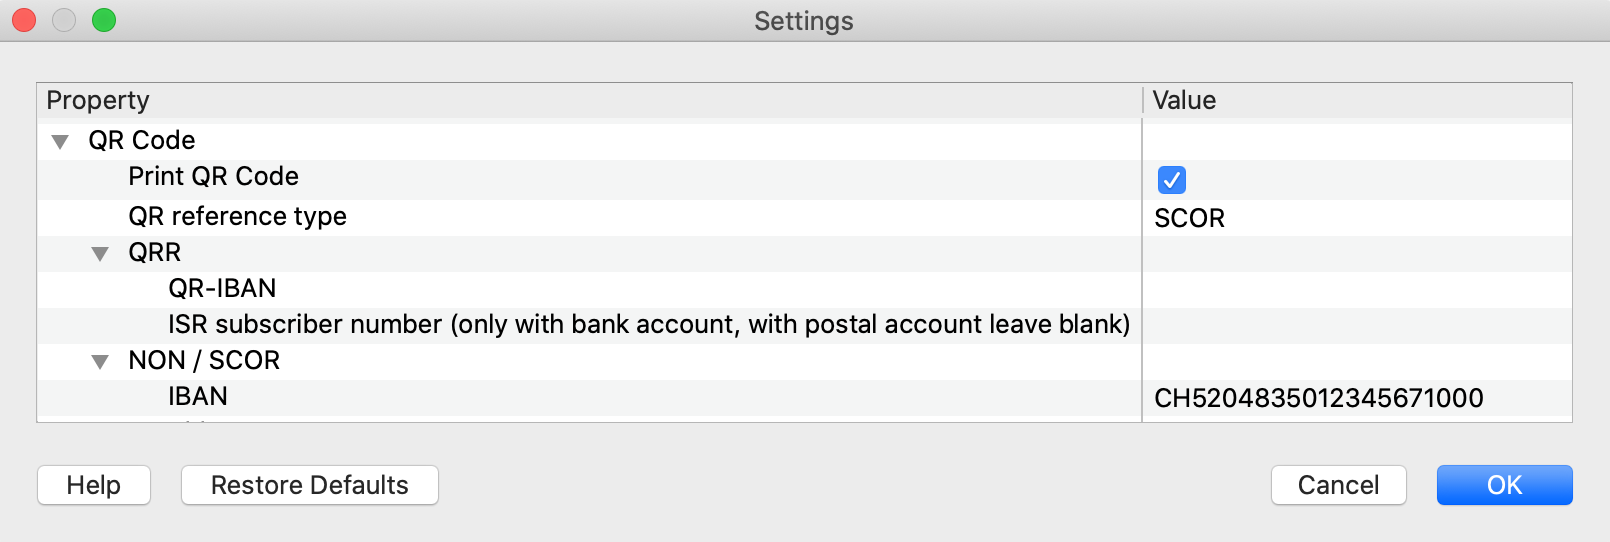 Settings
Property Value
QR Code
Print QR Code
QR reference type SCOR
QRR
QR-IBAN
ISR subscriber number (only with bank account, with postal account leave blank)
NON / SCOR
IBAN CH5204835012345671000
Help Restore Defaults Cancel OK